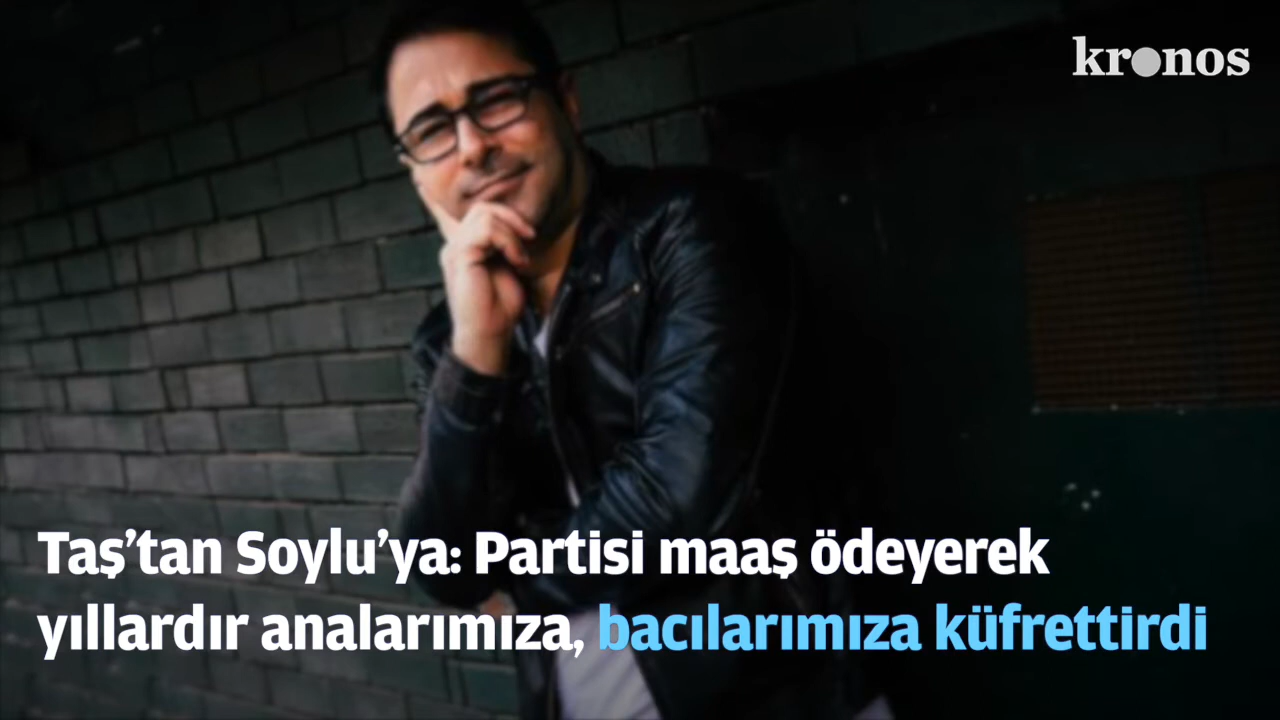 kronos
Taş’tan Soylu’ya: Partisi maaş ödeyerek
yıllardır analarımıza, bacılarımıza küfrettirdi